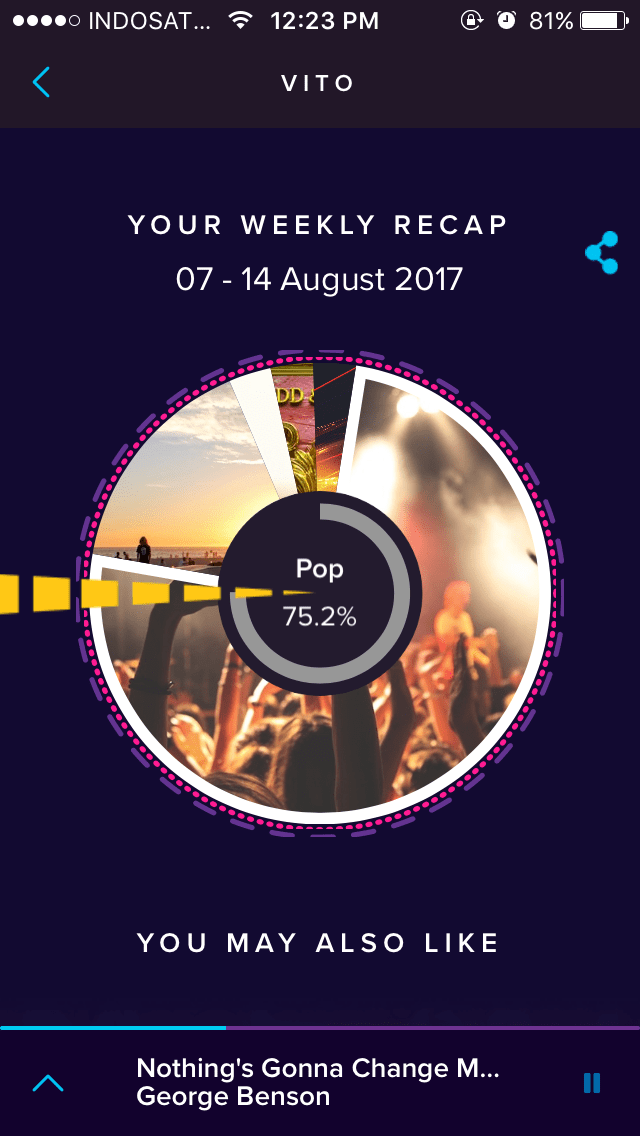 INDOSAT... 12:23 PM 81%
VITO
YOUR WEEKLY RECAP
07 - 14 August 2017
DD &
Pop
75.2%
YOU MAY ALSO LIKE
Nothing's Gonna Change M...
George Benson